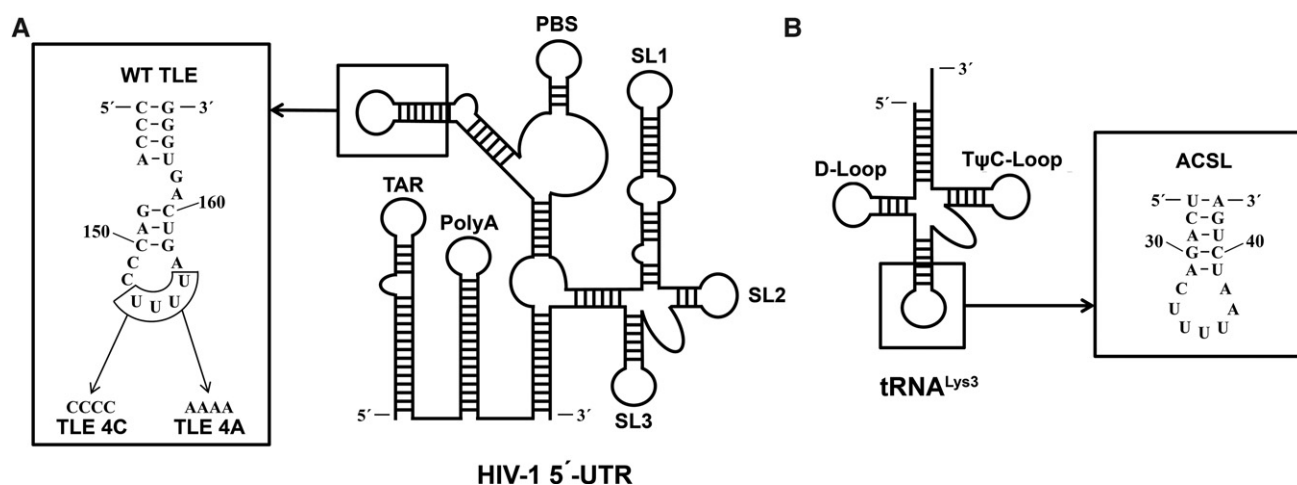 A
WT TLE
5´—C–G—3´
C–G
C–G
A–U
G
A
G–C 160
A–U
150 C–G
C A
C U
U U U
CCCC AAAA
TLE 4C TLE 4A
PBS
SL1
TAR
PolyA
SL2
SL3
5´— —3´
HIV-1 5´-UTR
B
—3´
5´—
D-Loop
TψC-Loop
tRNALys3
ACSL
5´—U–A—3´
C–G
A–U
30 G–C 40
A–U
C A
U A
U U U